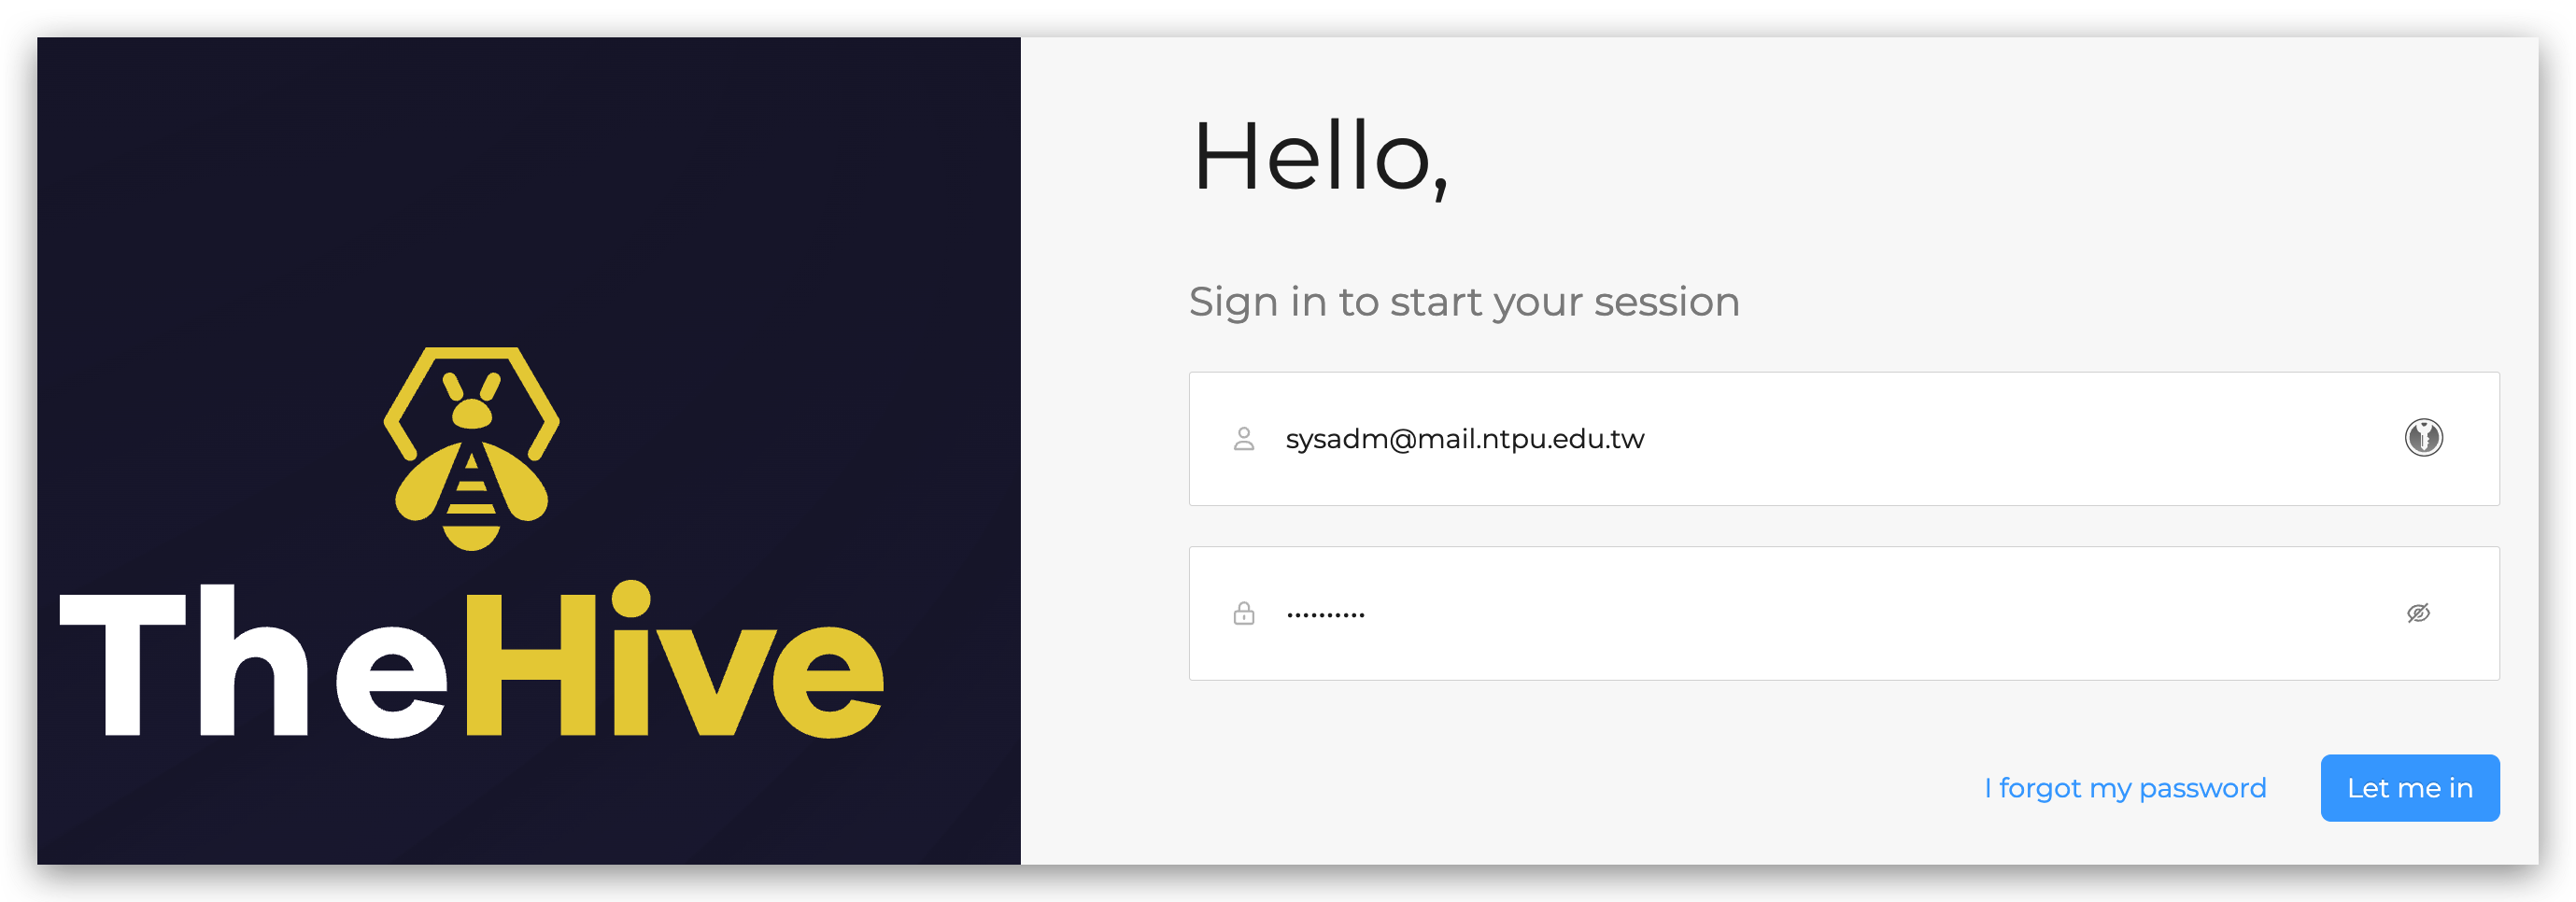 TheHive
Hello,
Sign in to start your session
sysadm@mail.ntpu.edu.tw
••••••••••
I forgot my password
Let me in